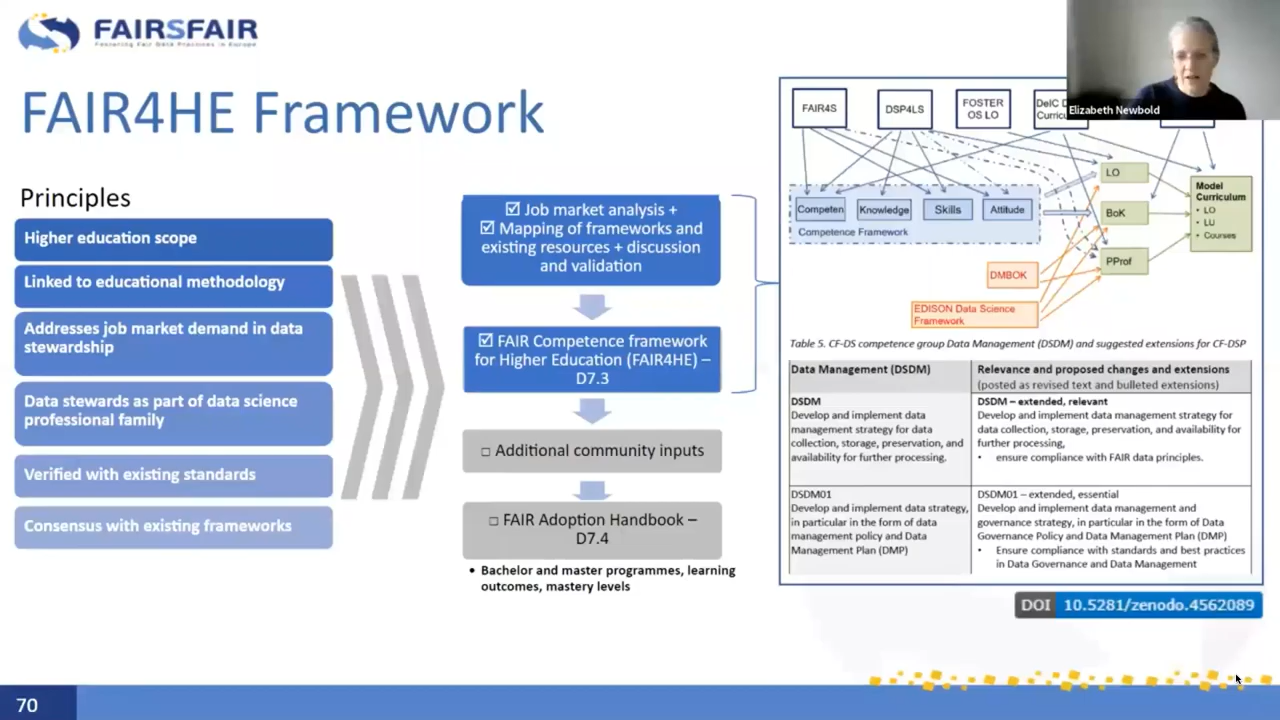 FAIRSFAIR
Fostering Fair Data Practices in Europe
Elizabeth Newbold
FAIR4HE Framework
Principles
Higher education scope
Linked to educational methodology
Addresses job market demand in data
stewardship
Data stewards as part of data science
professional family
Verified with existing standards
Consensus with existing frameworks
☑ Job market analysis +
☑ Mapping of frameworks and
existing resources + discussion
and validation
☑ FAIR Competence framework
for Higher Education (FAIR4HE) –
D7.3
□ Additional community inputs
□ FAIR Adoption Handbook –
D7.4
• Bachelor and master programmes, learning
outcomes, mastery levels
FAIR4S
DSP4LS
FOSTER
OS LO
DeIC
LO
BoK
PProf
Model
Curriculum
• LO
• LU
• Courses
Competen
Knowledge
Skills
Attitude
Competence Framework
DMBOK
EDISON Data Science
Framework
Table 5. CF-DS competence group Data Management (DSDM) and suggested extensions for CF-DSP
Data Management (DSDM)
Relevance and proposed changes and extensions
(posted as revised text and bulleted extensions)
DSDM
Develop and implement data
management strategy for data
collection, storage, preservation, and
availability for further processing.
DSDM – extended, relevant
Develop and implement data management strategy for
data collection, storage, preservation, and availability for
further processing,
• ensure compliance with FAIR data principles.
DSDM01
Develop and implement data strategy,
in particular in the form of data
management policy and Data
Management Plan (DMP)
DSDM01 – extended, essential
Develop and implement data management and
governance strategy, in particular in the form of Data
Governance Policy and Data Management Plan (DMP)
• Ensure compliance with standards and best practices
in Data Governance and Data Management
DOI 10.5281/zenodo.4562089
70